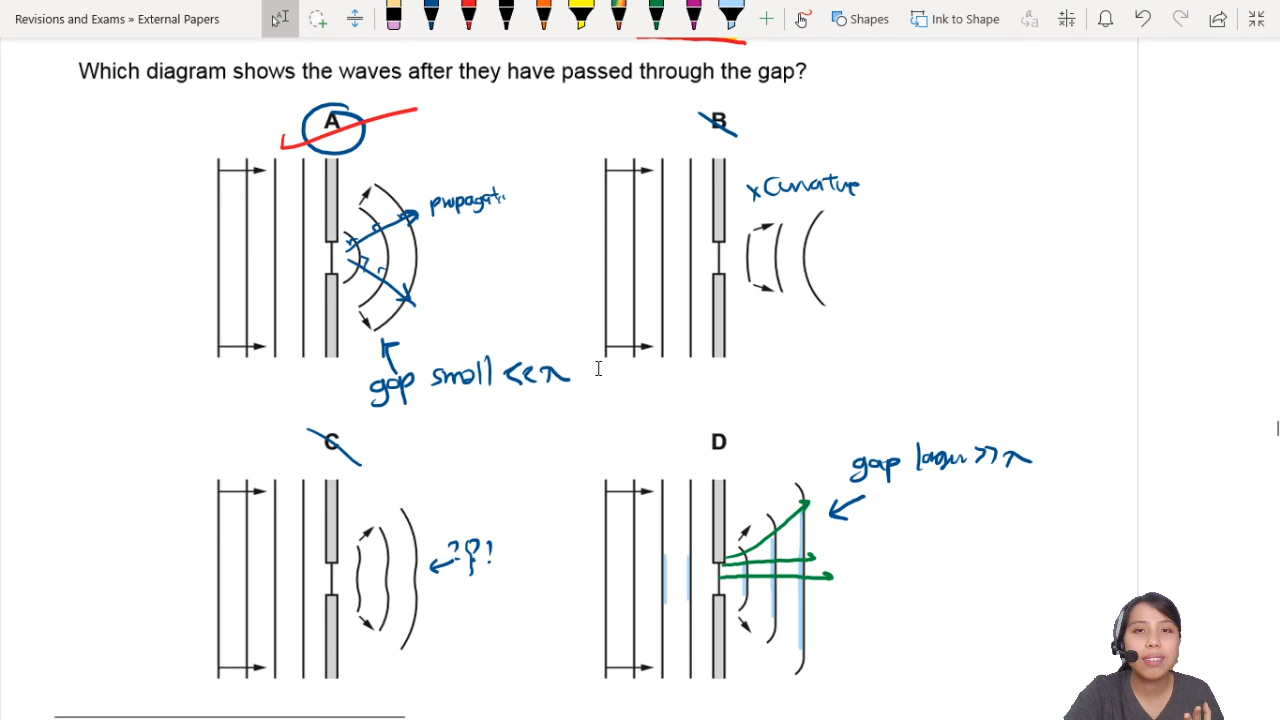 Revisions and Exams » External Papers
Shapes
Ink to Shape
Which diagram shows the waves after they have passed through the gap?
A
B
propagat
x Curvature
gap small << λ
C
D
gap larger >> λ
? ? !